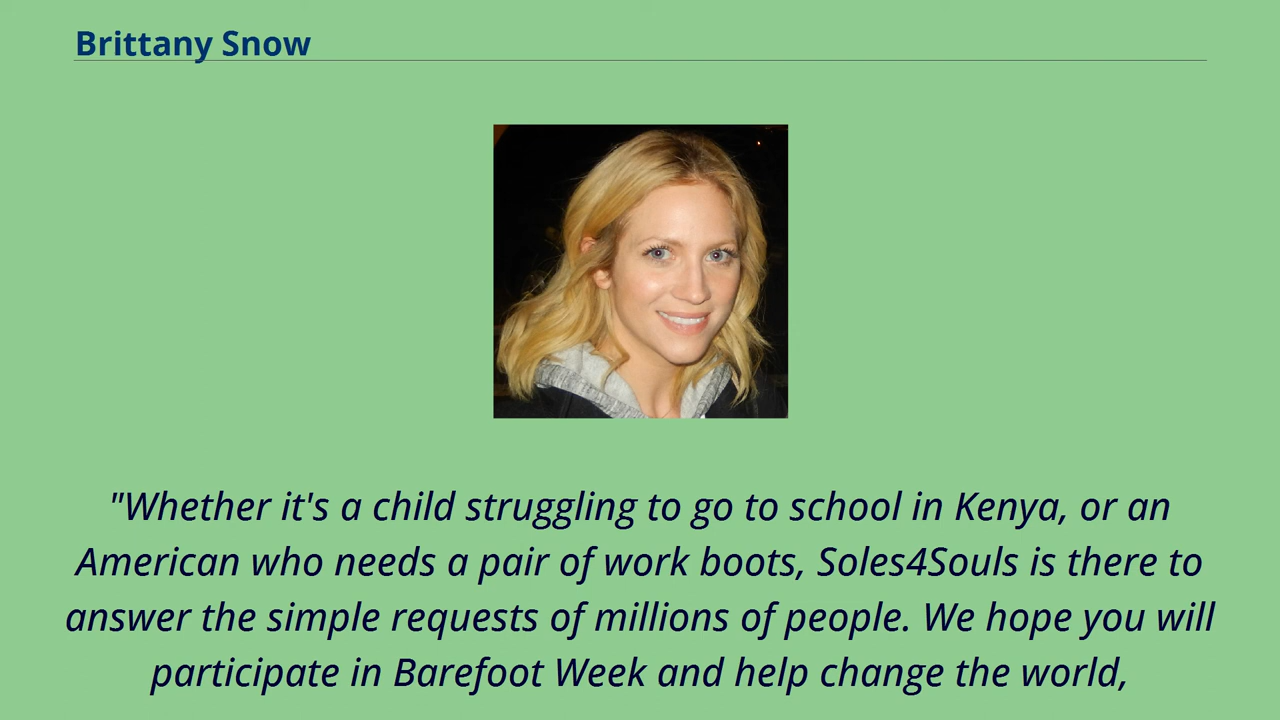 Brittany Snow
"Whether it's a child struggling to go to school in Kenya, or an
American who needs a pair of work boots, Soles4Souls is there to
answer the simple requests of millions of people. We hope you will
participate in Barefoot Week and help change the world,